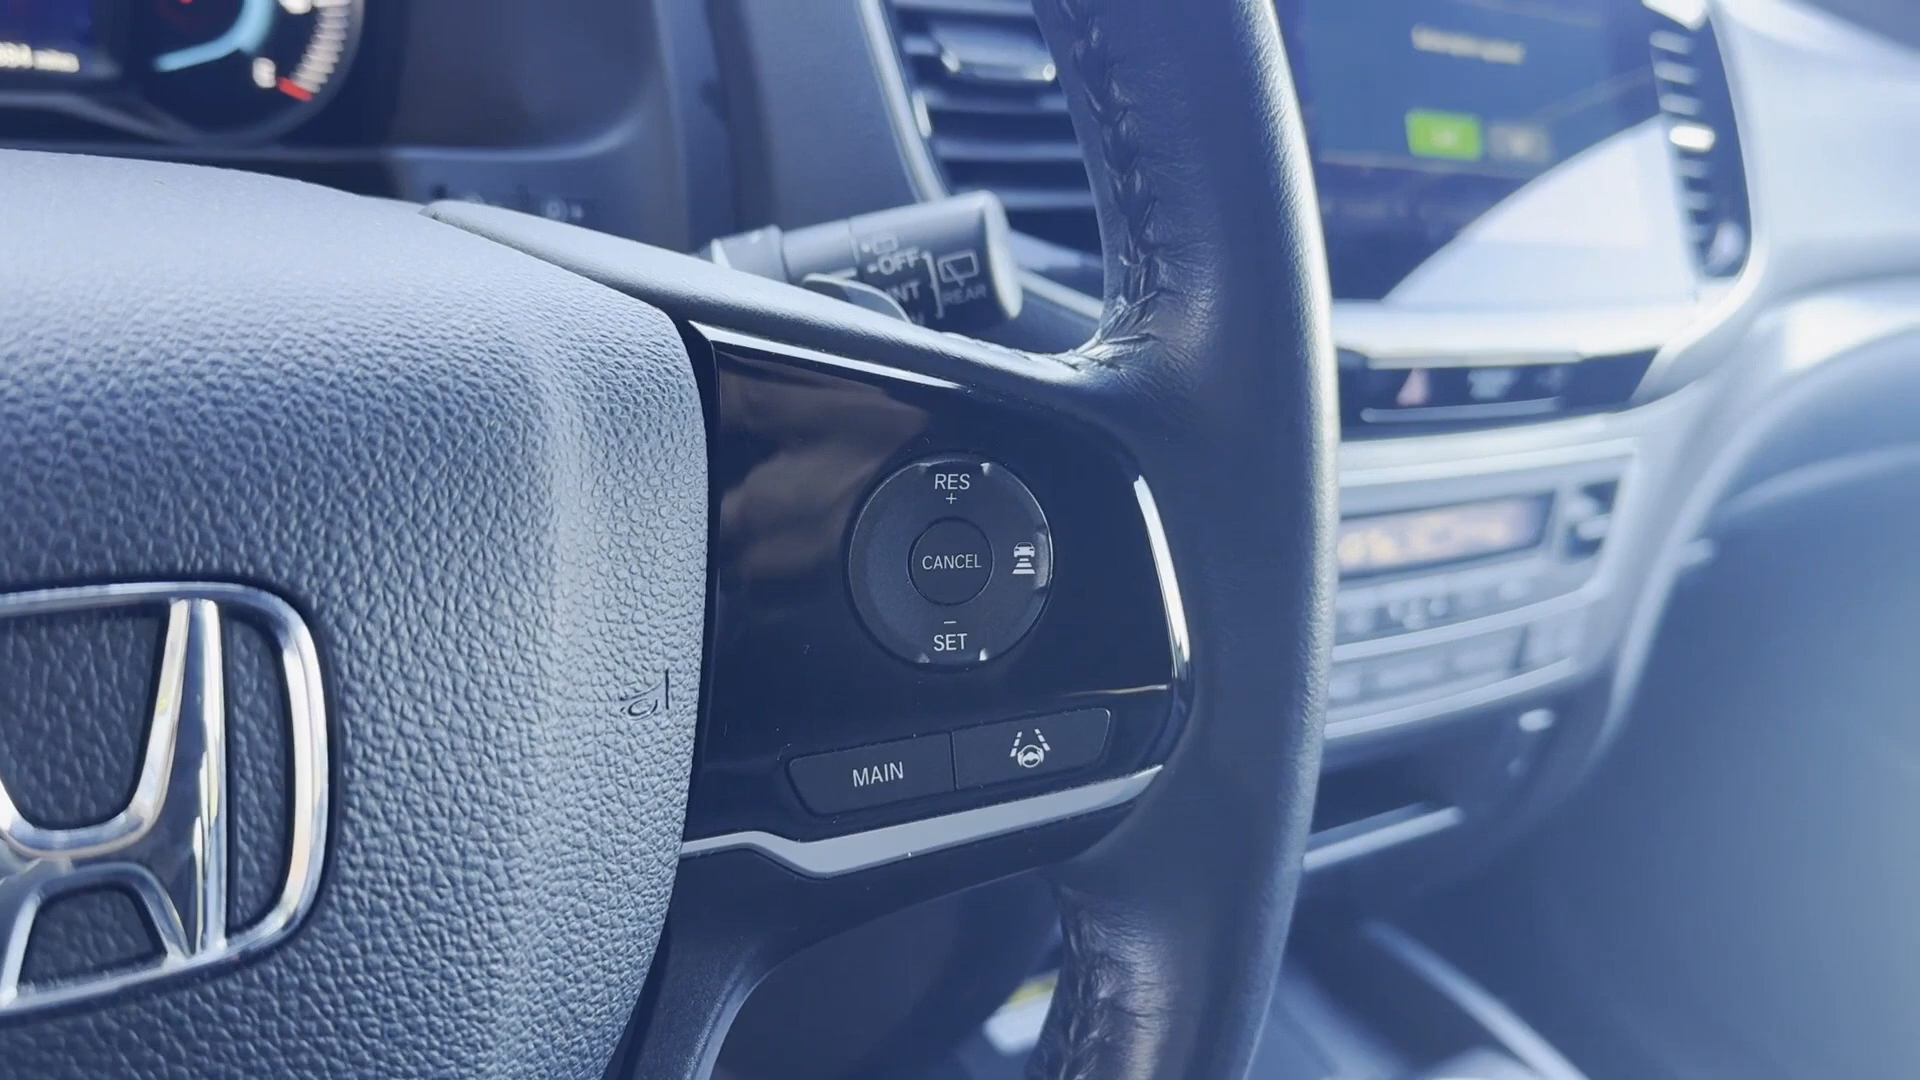 -OFF
REAR
RES
+
CANCEL
–
SET
MAIN